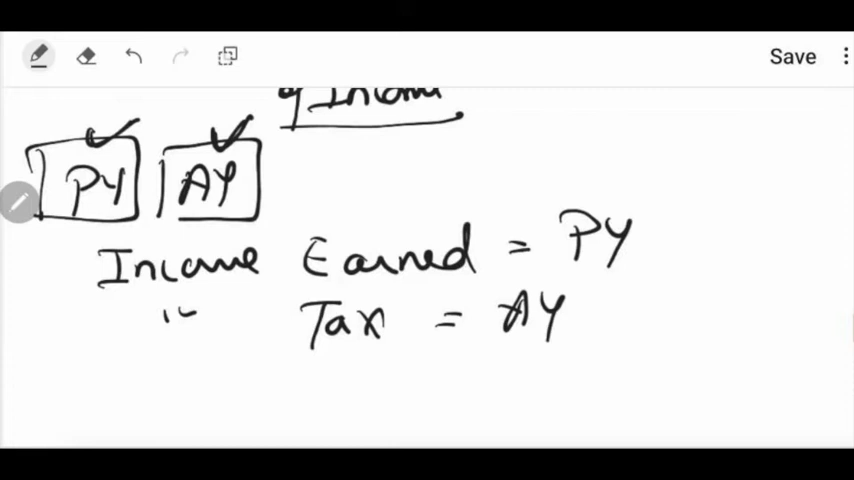 Save
of Income
PY AY
Income Earned = PY
" Tax = AY